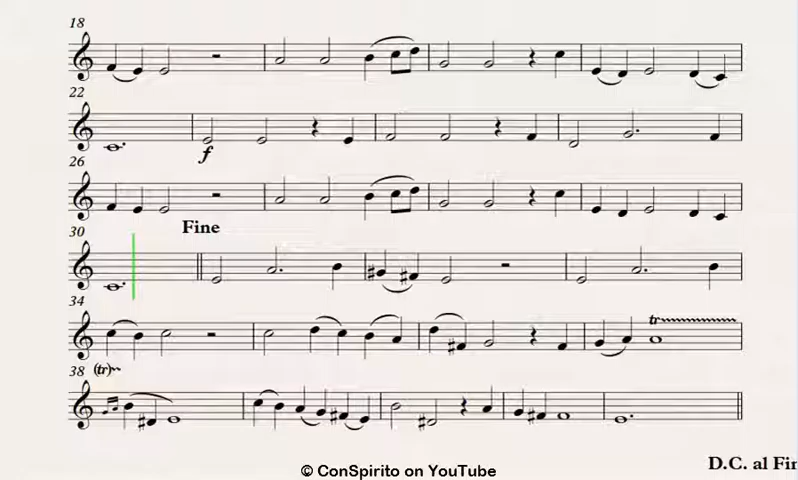 18
22
f
26
Fine
30
34
tr
38 (tr)
D.C. al Fin
© ConSpirito on YouTube